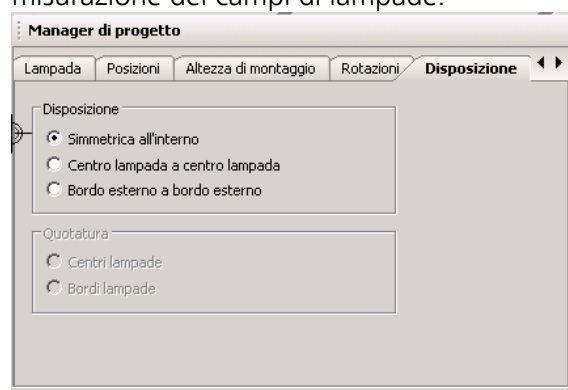 misurazione dei campi di lampade.
Manager di progetto
Lampada Posizioni Altezza di montaggio Rotazioni Disposizione
Disposizione
Simmetrica all'interno
Centro lampada a centro lampada
Bordo esterno a bordo esterno
Quotatura
Centri lampade
Bordi lampade